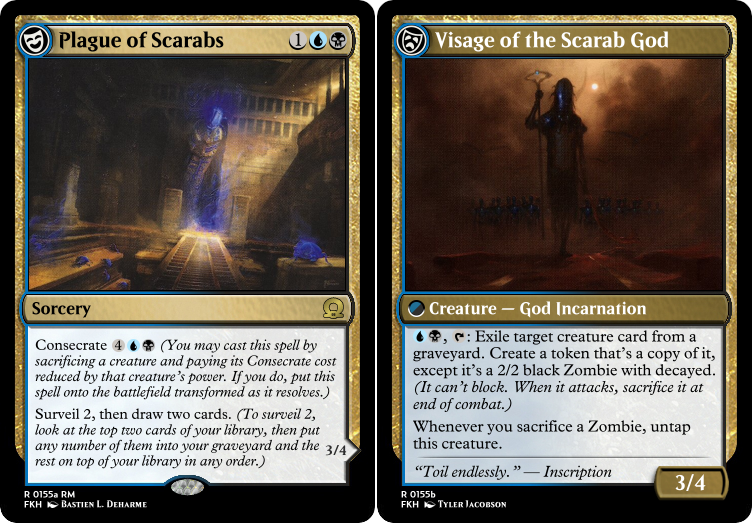 Plague of Scarabs 1
Sorcery
Consecrate 4 (You may cast this spell by
sacrificing a creature and paying its Consecrate cost
reduced by that creature's power. If you do, put this
spell onto the battlefield transformed as it resolves.)
Surveil 2, then draw two cards. (To surveil 2,
look at the top two cards of your library, then put
any number of them into your graveyard and the
rest on top of your library in any order.)
3/4
R 0155a RM
FKH Bastien L. Deharme
Visage of the Scarab God
Creature — God Incarnation
, : Exile target creature card from a
graveyard. Create a token that's a copy of it,
except it's a 2/2 black Zombie with decayed.
(It can't block. When it attacks, sacrifice it at
end of combat.)
Whenever you sacrifice a Zombie, untap
this creature.
“Toil endlessly.” — Inscription
3/4
R 0155b
FKH Tyler Jacobson